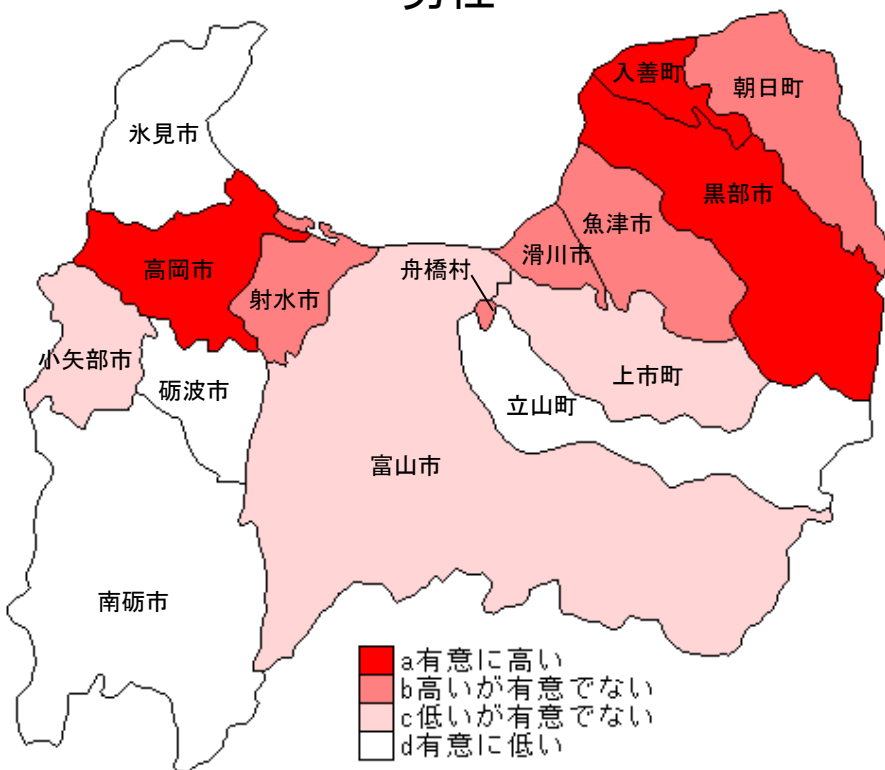 男性
入善町
朝日町
氷見市
黒部市
魚津市
滑川市
高岡市
舟橋村
射水市
小矢部市
上市町
砺波市
立山町
富山市
南砺市
a有意に高い
b高いが有意でない
c低いが有意でない
d有意に低い